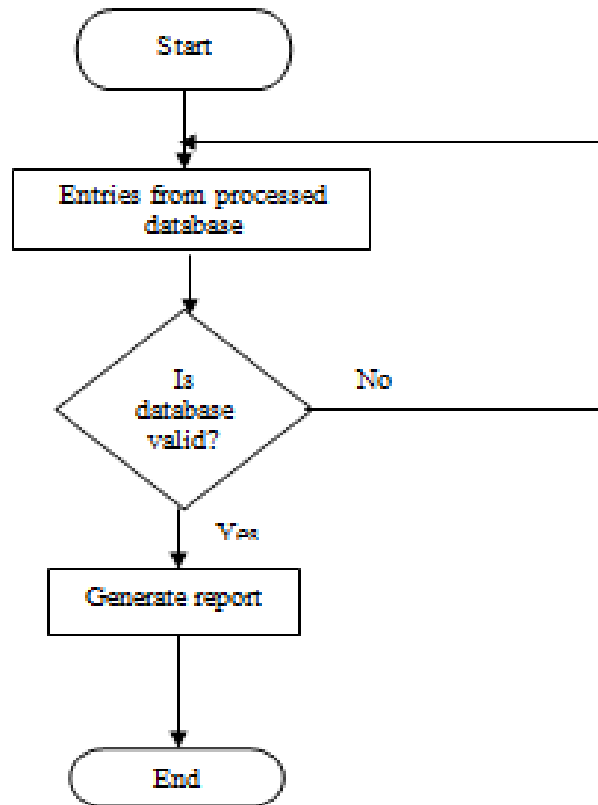 Start
Entries from processed
database
Is
database
valid?
No
Yes
Generate report
End